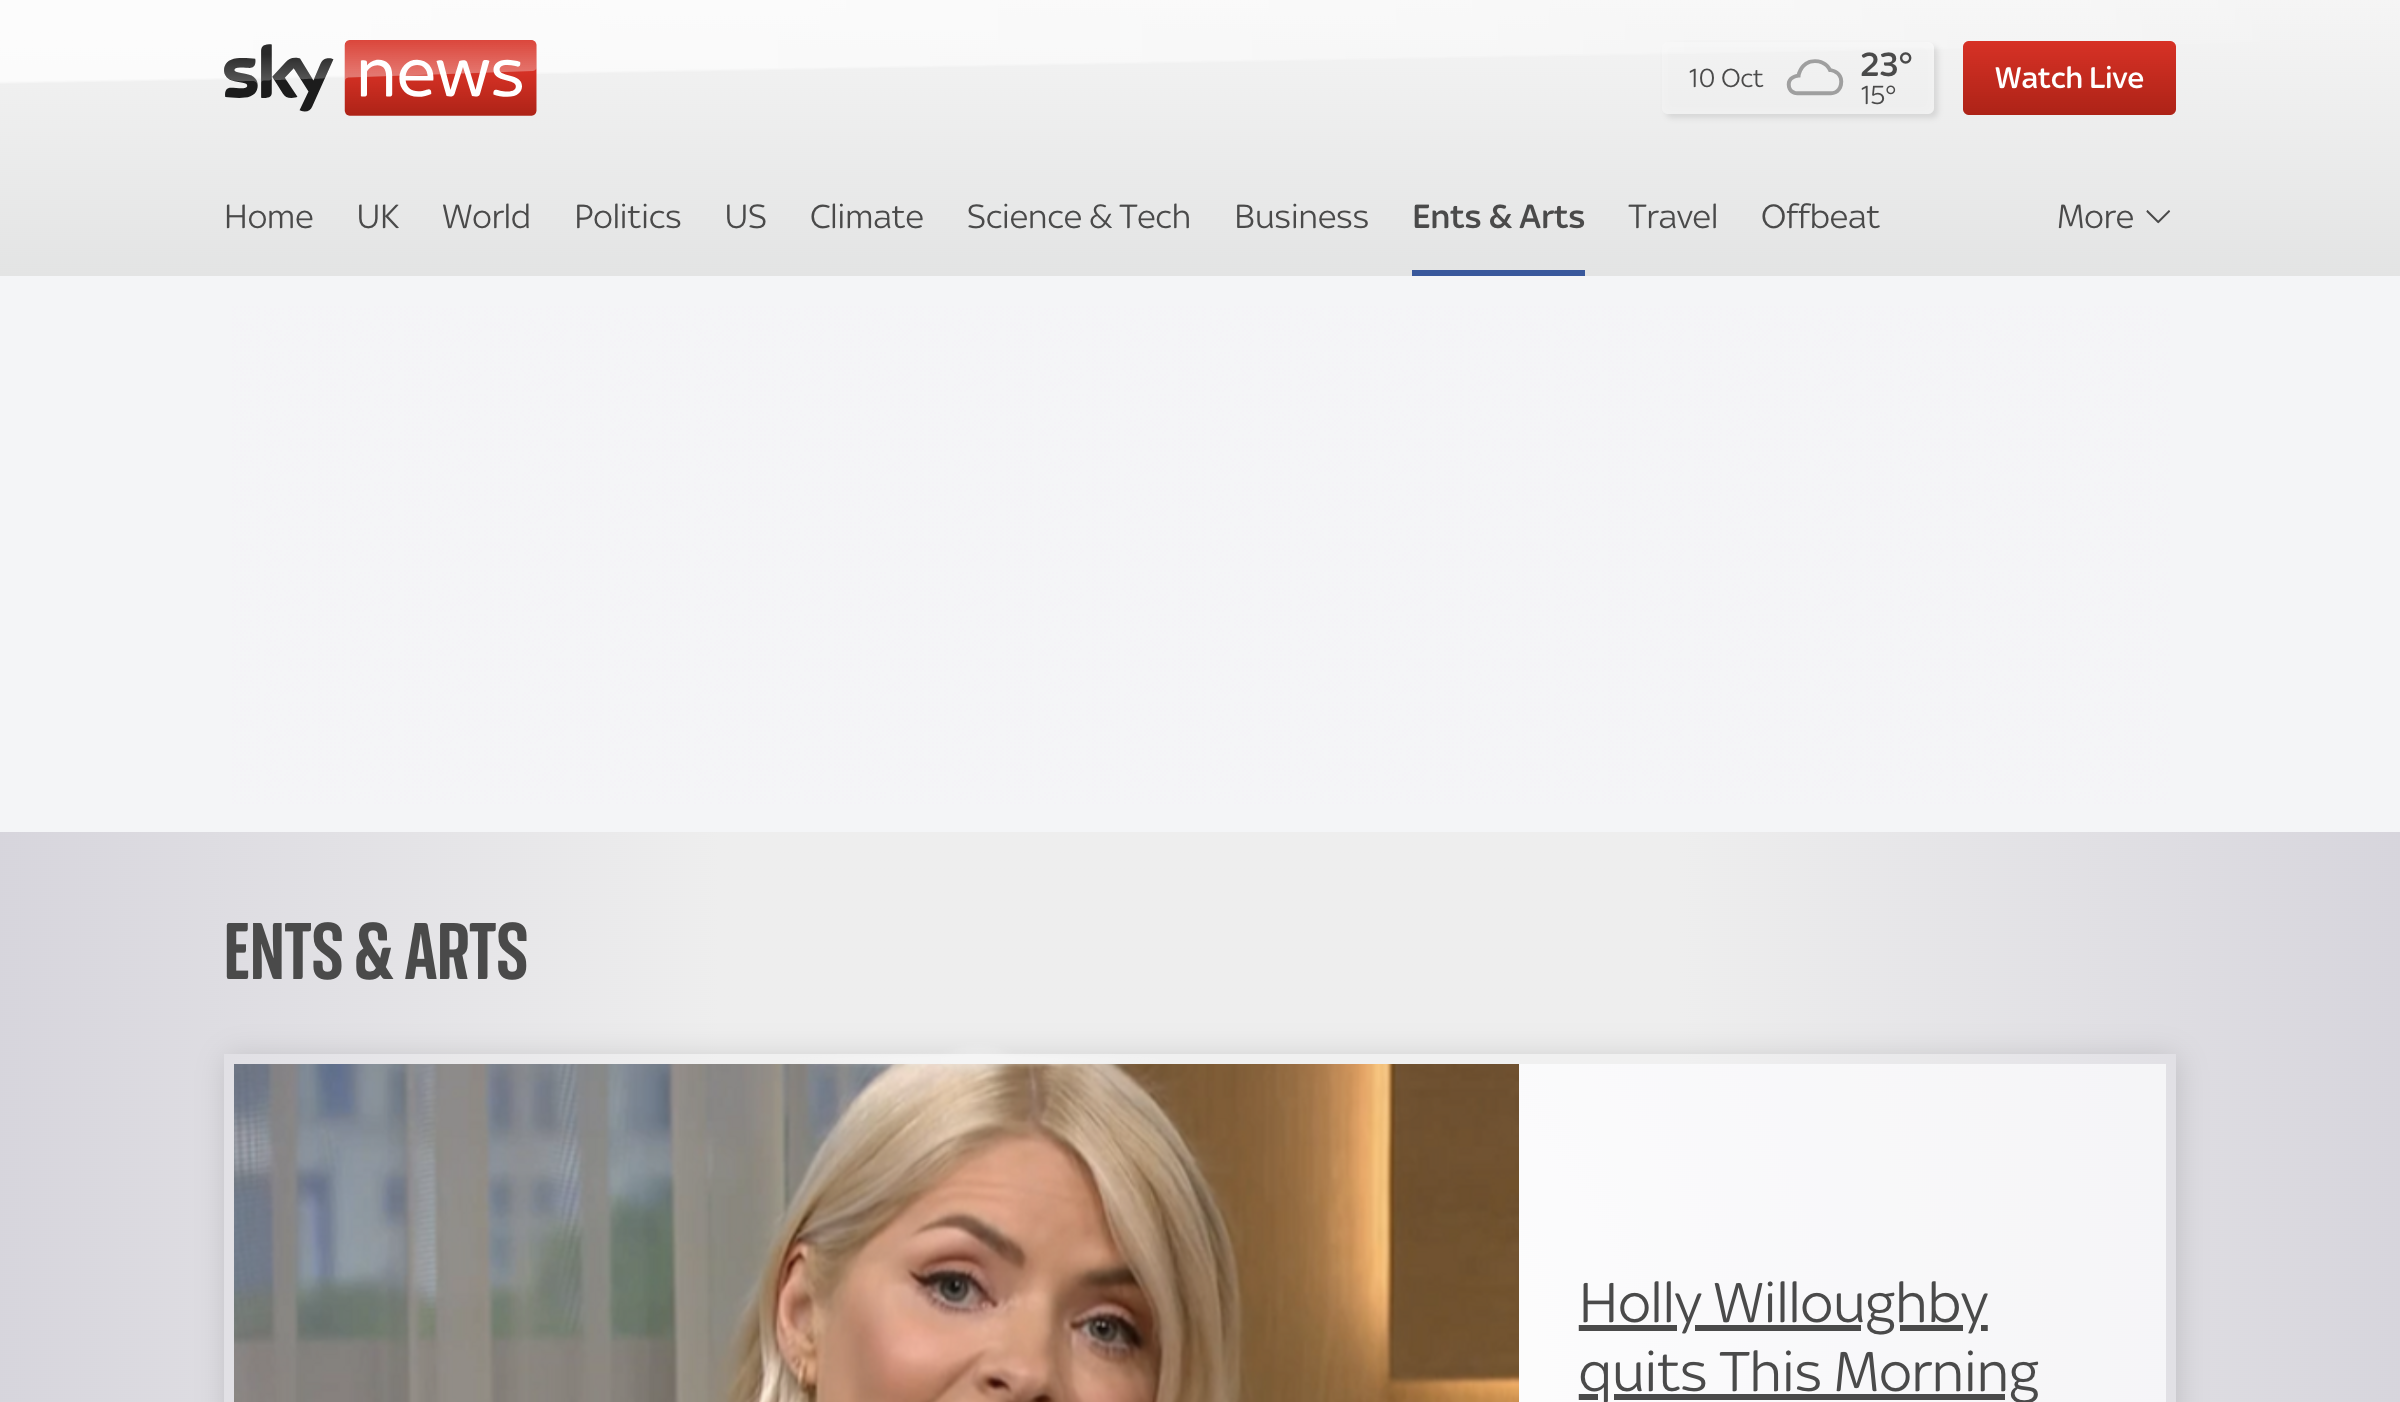 sky news
10 Oct
23°
15°
Watch Live
Home UK World Politics US Climate Science & Tech Business Ents & Arts Travel Offbeat More
ENTS & ARTS
Holly Willoughby
quits This Morning